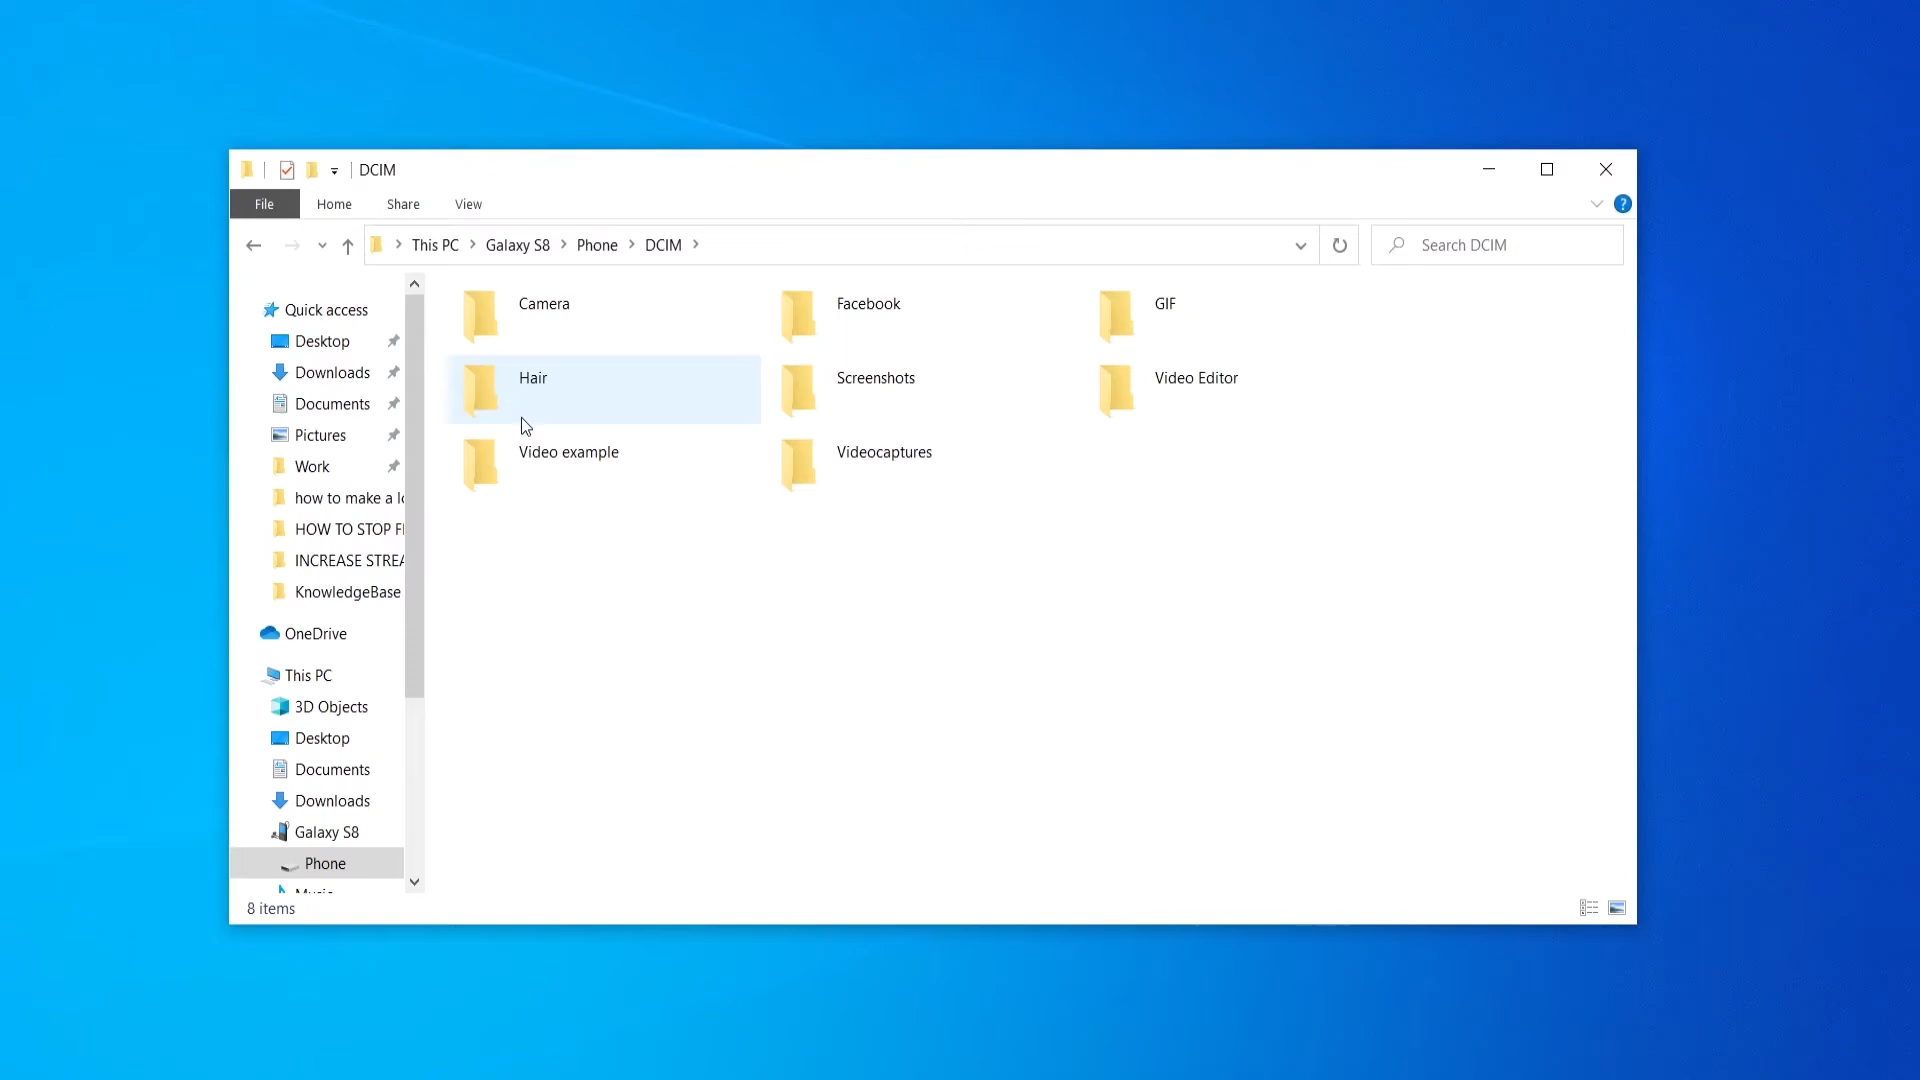 DCIM
File Home Share View
?
This PC Galaxy S8 Phone DCIM
Search DCIM
Quick access
Desktop
Downloads
Documents
Pictures
Work
how to make a
HOW TO STOP
INCREASE
KnowledgeBase
OneDrive
This PC
3D Objects
Desktop
Documents
Downloads
Galaxy S8
Phone
Camera Facebook GIF
Hair Screenshots Video Editor
Video example Videocaptures
8 items